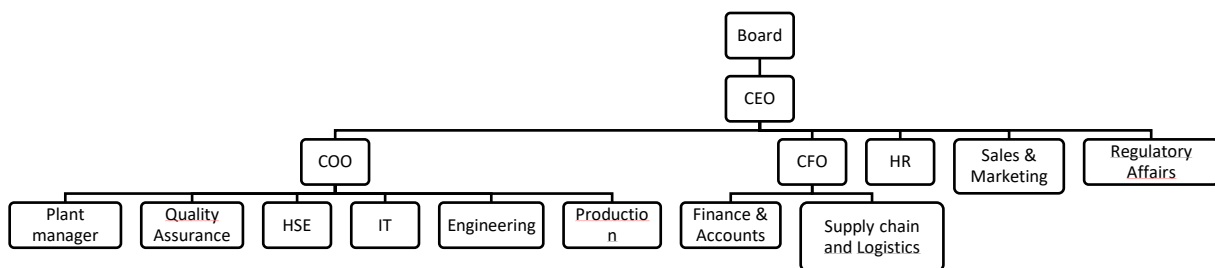 Board
CEO
COO
CFO
HR
Sales &
Marketing
Regulatory
Affairs
Plant
manager
Quality
Assurance
HSE
IT
Engineering
Productio
n
Finance &
Accounts
Supply chain
and Logistics